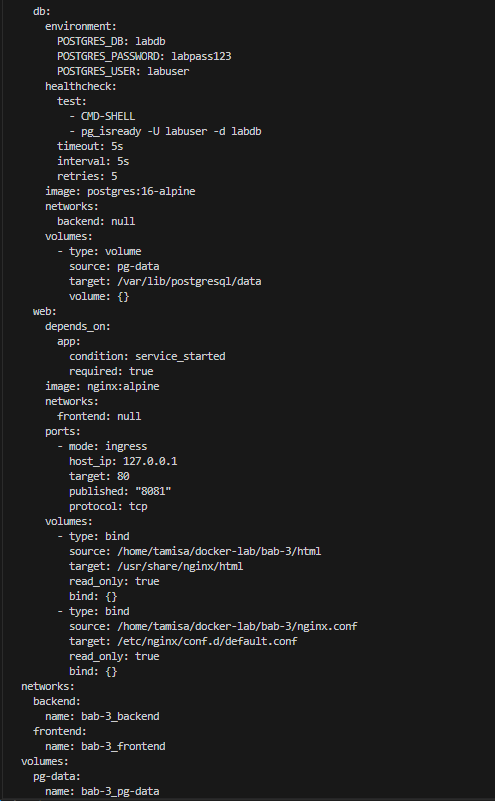 db:
environment:
POSTGRES_DB: labdb
POSTGRES_PASSWORD: labpass123
POSTGRES_USER: labuser
healthcheck:
test:
- CMD-SHELL
- pg_isready -U labuser -d labdb
timeout: 5s
interval: 5s
retries: 5
image: postgres:16-alpine
networks:
backend: null
volumes:
- type: volume
source: pg-data
target: /var/lib/postgresql/data
volume: {}
web:
depends_on:
app:
condition: service_started
required: true
image: nginx:alpine
networks:
frontend: null
ports:
- mode: ingress
host_ip: 127.0.0.1
target: 80
published: "8081"
protocol: tcp
volumes:
- type: bind
source: /home/tamisa/docker-lab/bab-3/html
target: /usr/share/nginx/html
read_only: true
bind: {}
- type: bind
source: /home/tamisa/docker-lab/bab-3/nginx.conf
target: /etc/nginx/conf.d/default.conf
read_only: true
bind: {}
networks:
backend:
name: bab-3_backend
frontend:
name: bab-3_frontend
volumes:
pg-data:
name: bab-3_pg-data